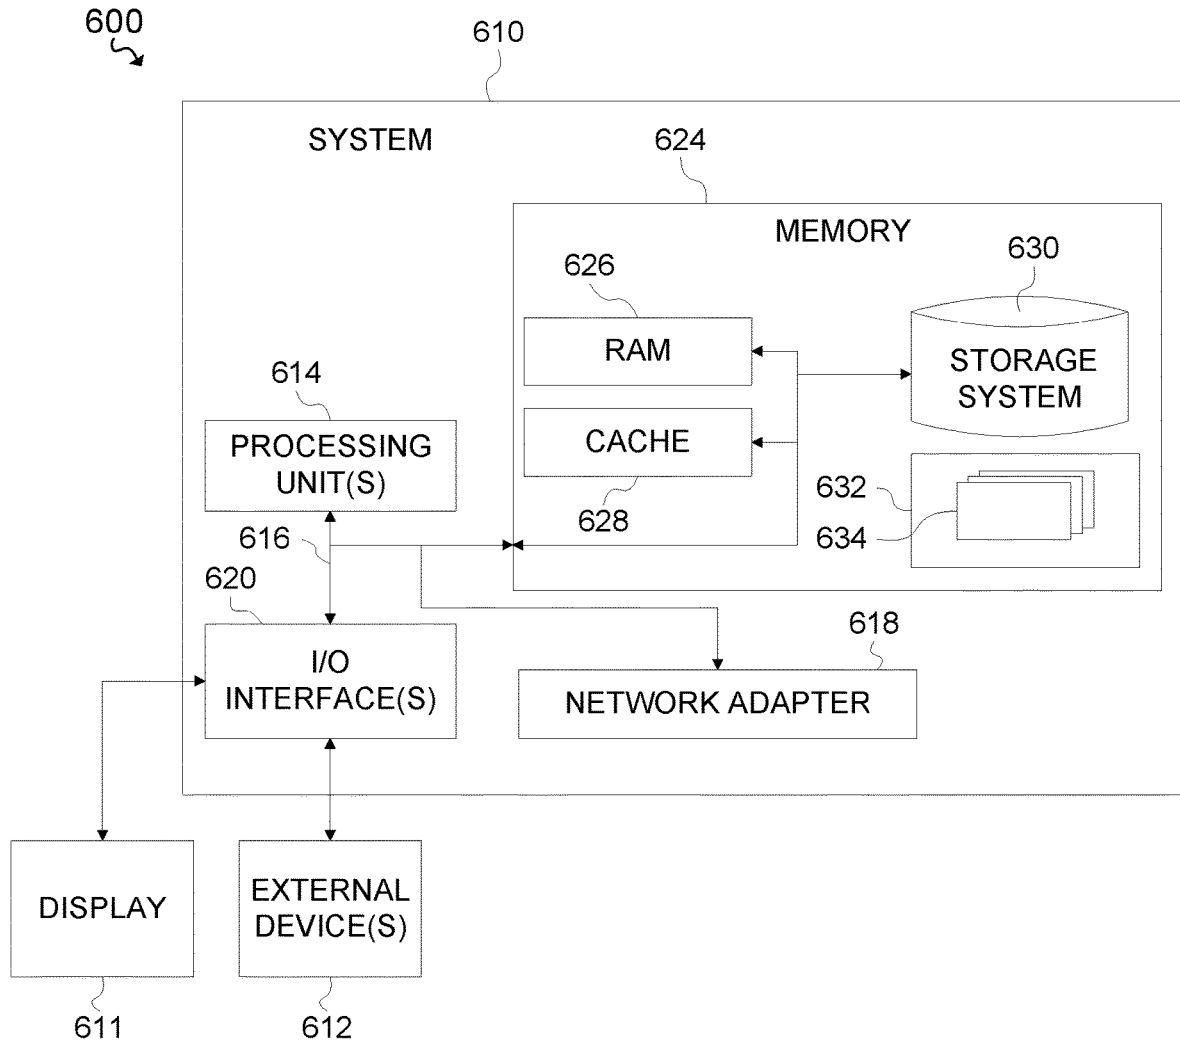 600
610
SYSTEM
624
MEMORY
626
630
RAM
STORAGE
SYSTEM
614
PROCESSING
UNIT(S)
CACHE
632
628
634
616
620
618
I/O
INTERFACE(S)
NETWORK ADAPTER
DISPLAY
EXTERNAL
DEVICE(S)
611
612